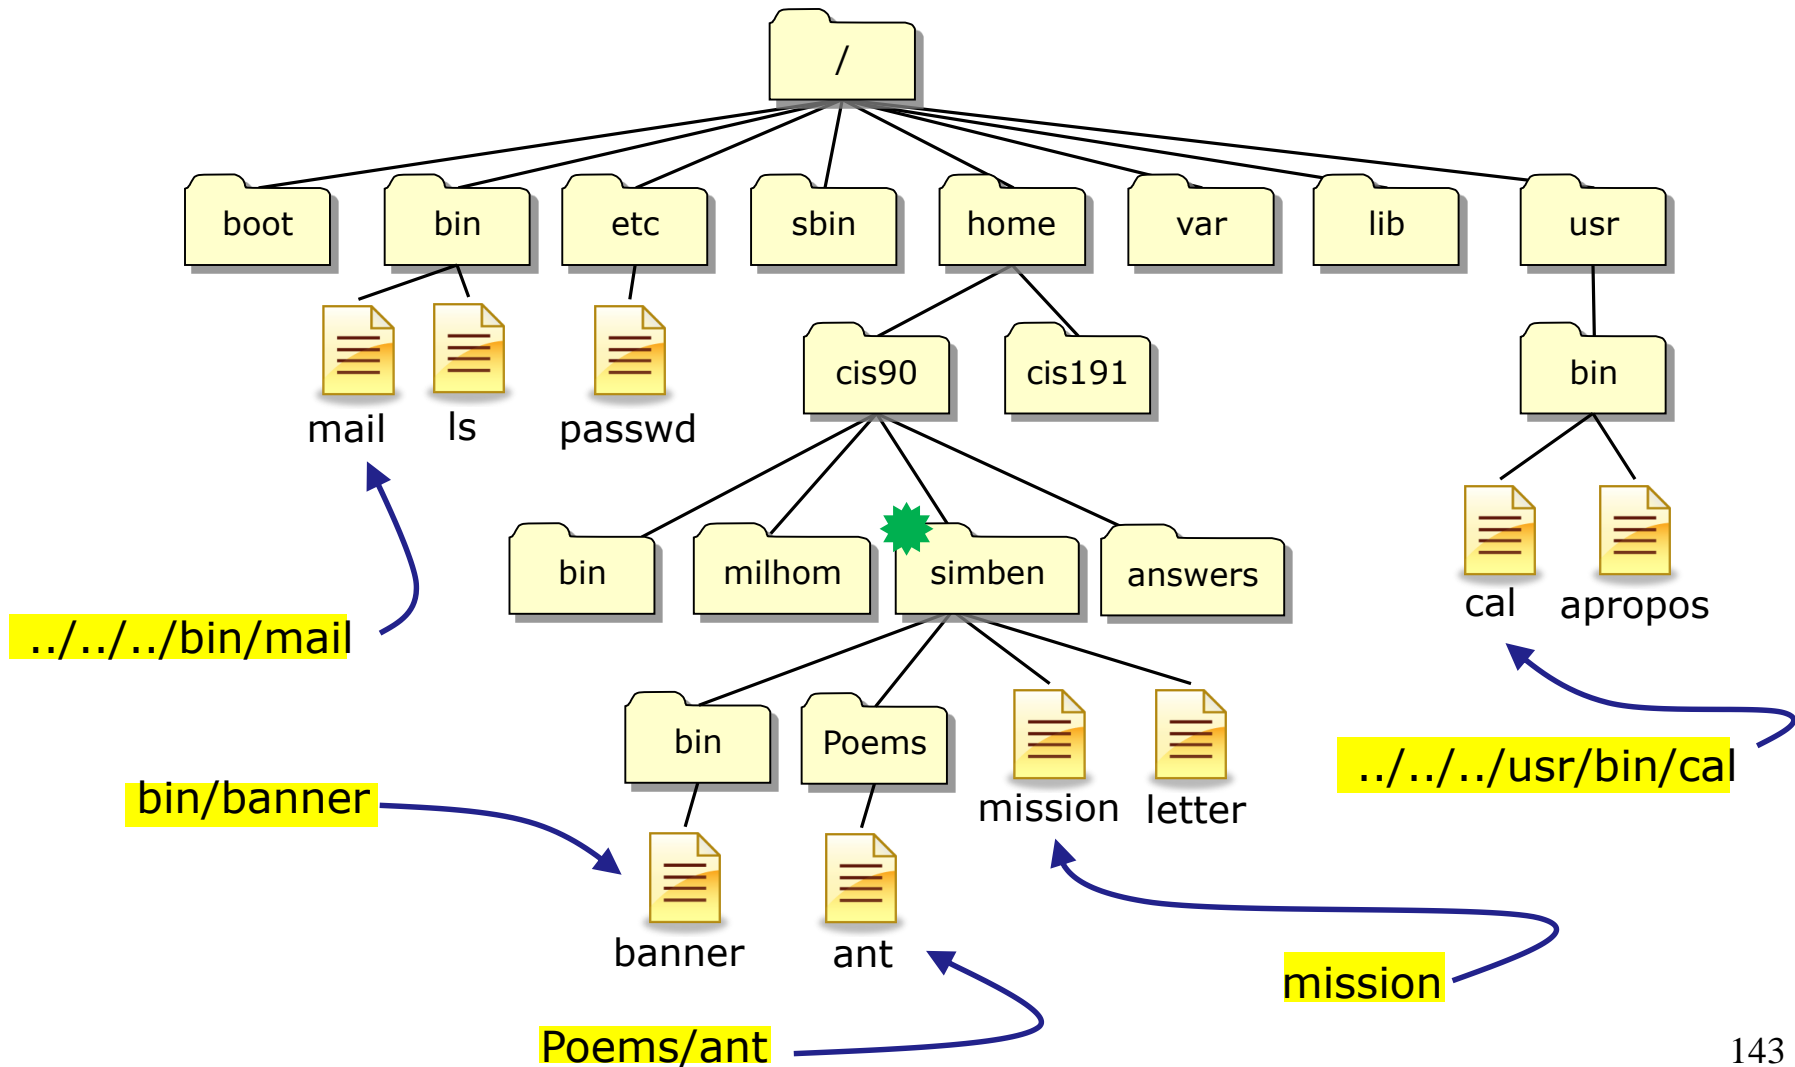 /
boot
bin
etc
sbin
home
var
lib
usr
mail
ls
passwd
cis90
cis191
bin
bin
milhom
simben
answers
cal
apropos
../../../bin/mail
bin
Poems
mission
letter
../../../usr/bin/cal
bin/banner
banner
ant
mission
Poems/ant
143